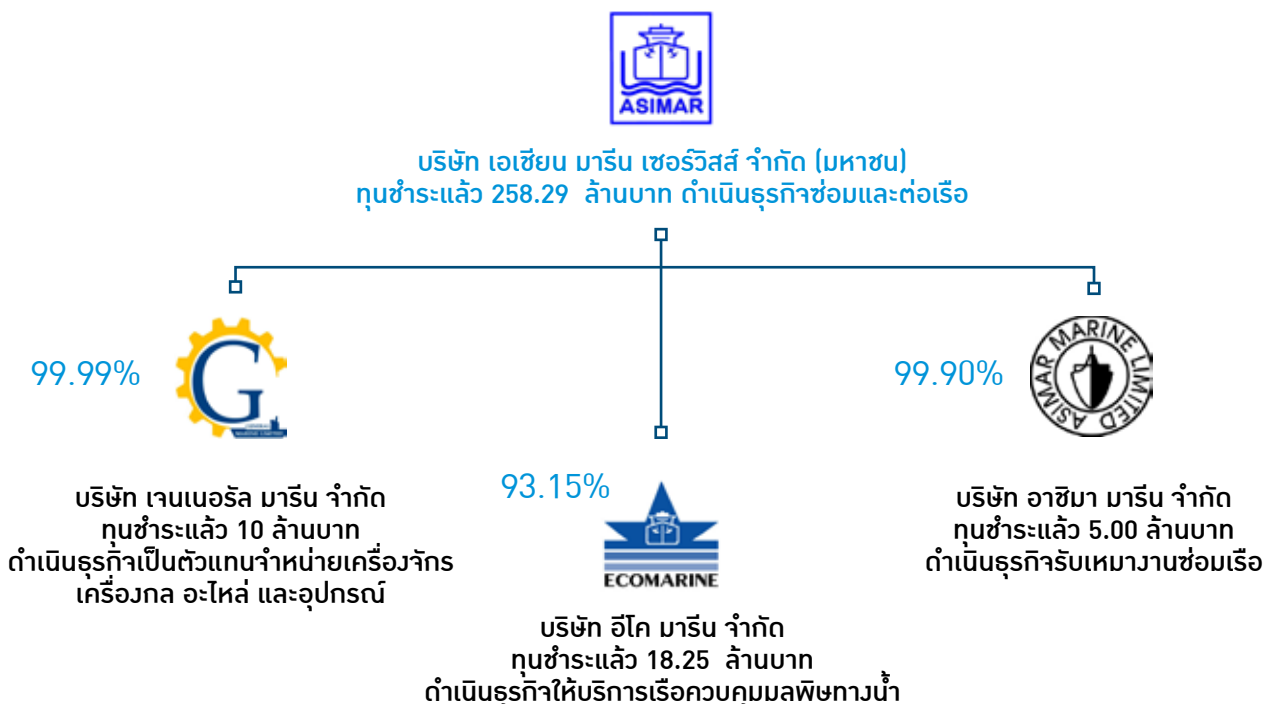 ASIMAR
บริษัท เอเชียน มารีน เซอร์วิสส์ จำกัด (มหาชน)
ทุนชำระแล้ว 258.29 ล้านบาท ดำเนินธุรกิจซ่อมและต่อเรือ
99.99%
G
บริษัท เจนเนอรัล มารีน จำกัด
ทุนชำระแล้ว 10 ล้านบาท
ดำเนินธุรกิจเป็นตัวแทนจำหน่ายเครื่องจักร
เครื่องกล อะไหล่ และอุปกรณ์
93.15%
ECOMARINE
บริษัท อีโค มารีน จำกัด
ทุนชำระแล้ว 18.25 ล้านบาท
ดำเนินธุรกิจให้บริการเรือควบคุมมลพิษทางน้ำ
99.90%
ASIMAR MARINE LIMITED
บริษัท อาซิมา มารีน จำกัด
ทุนชำระแล้ว 5.00 ล้านบาท
ดำเนินธุรกิจรับเหมางานซ่อมเรือ